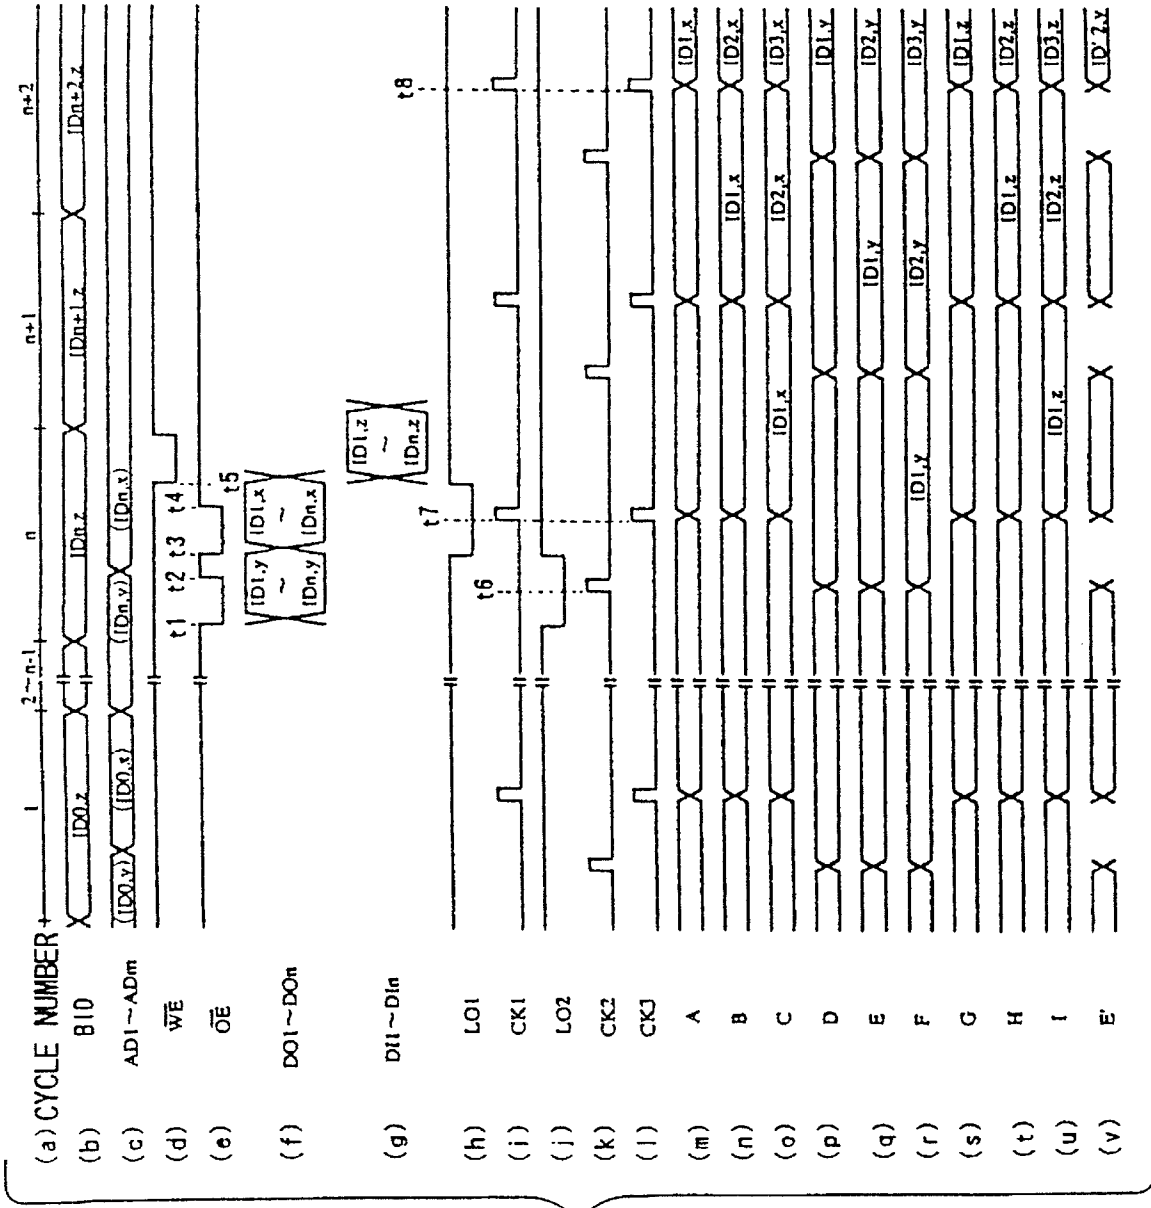 (a) CYCLE NUMBER 1 2~n-1 n n+1 n+2
(b) BIO ID0,z IDn,z IDn+1,z IDn+2,z
(c) AD1~ADm (ID0,y) (ID0,x) (IDn,y) (IDn,x)
(d) WE
t1 t2 t3 t4
(e) OE
t5
(f) DO1~DOn ID1,y ~ IDn,y ID1,x ~ IDn,x
(g) DI1~DIn ID1,z ~ IDn,z
t7 t8
(h) LO1
t6
(i) CK1
(j) LO2
(k) CK2
(l) CK3
(m) A ID1,x
(n) B ID1,x ID2,x
(o) C ID1,x ID2,x ID3,x
(p) D ID1,y
(q) E ID1,y ID2,y
(r) F ID1,y ID2,y ID3,y
(s) G ID1,z
(t) H ID1,z ID2,z
(u) I ID1,z ID2,z ID3,z
(v) E' ID'2,y